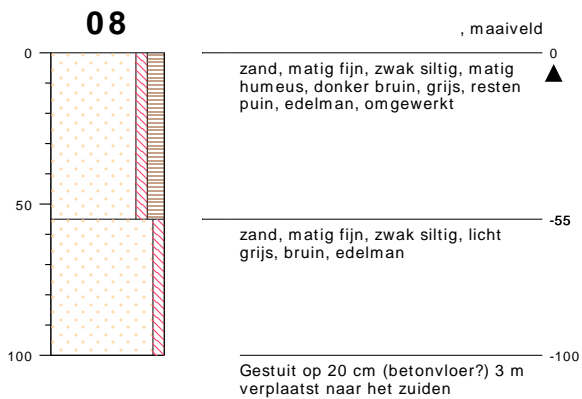 08
, maaiveld
0
0
zand, matig fijn, zwak siltig, matig
humeus, donker bruin, grijs, resten
puin, edelman, omgewerkt
50
-55
zand, matig fijn, zwak siltig, licht
grijs, bruin, edelman
100
-100
Gestuit op 20 cm (betonvloer?) 3 m
verplaatst naar het zuiden